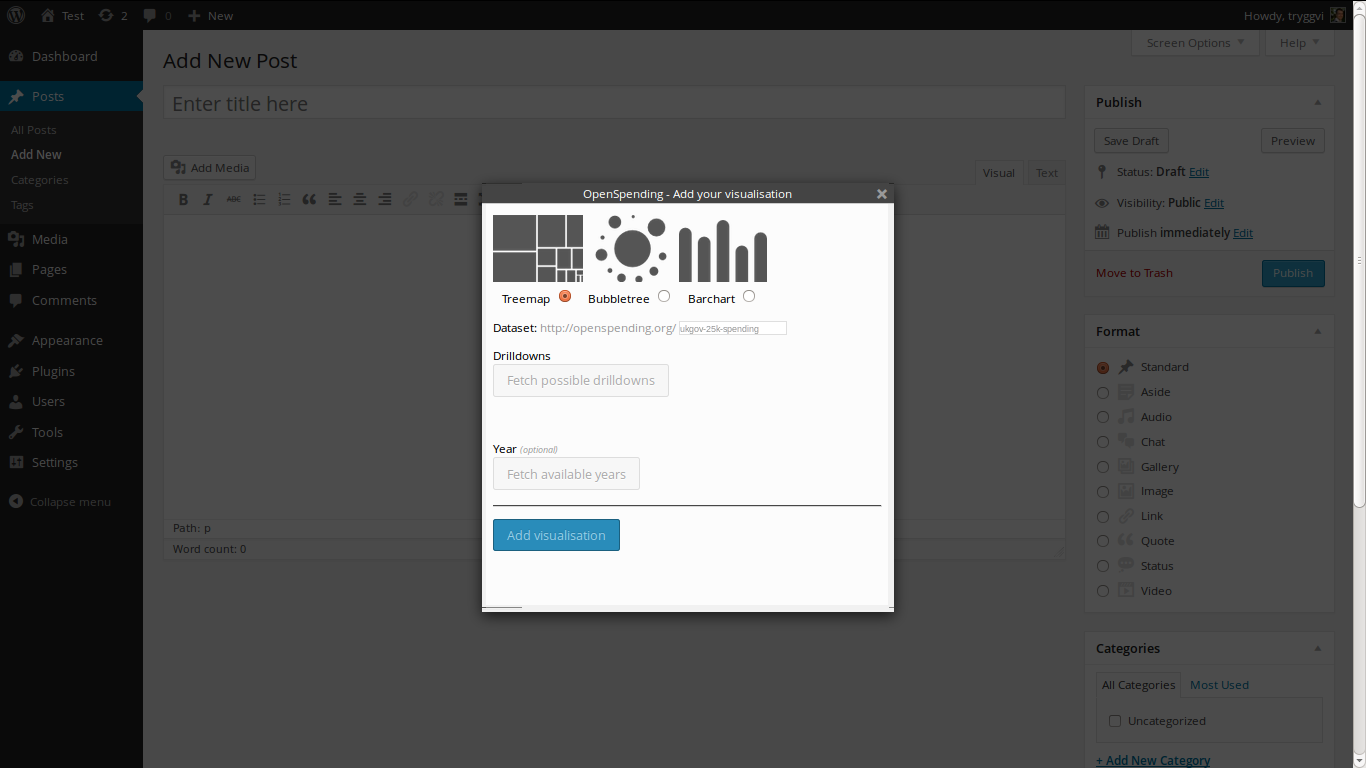 Test 2 0 New Howdy, tryggvi
Screen Options Help
Dashboard
Posts
All Posts
Add New
Categories
Tags
Media
Pages
Comments
Appearance
Plugins
Users
Tools
Settings
Collapse menu
Add New Post
Enter title here
Add Media
Visual Text
B I ABC
Path: p
Word count: 0
OpenSpending - Add your visualisation
Treemap Bubbletree Barchart
Dataset: http://openspending.org/ ukgov-25k-spending
Drilldowns
Fetch possible drilldowns
Year (optional)
Fetch available years
Add visualisation
Publish
Save Draft Preview
Status: Draft Edit
Visibility: Public Edit
Publish immediately Edit
Move to Trash Publish
Format
Standard
Aside
Audio
Chat
Gallery
Image
Link
Quote
Status
Video
Categories
All Categories Most Used
Uncategorized
+ Add New Category